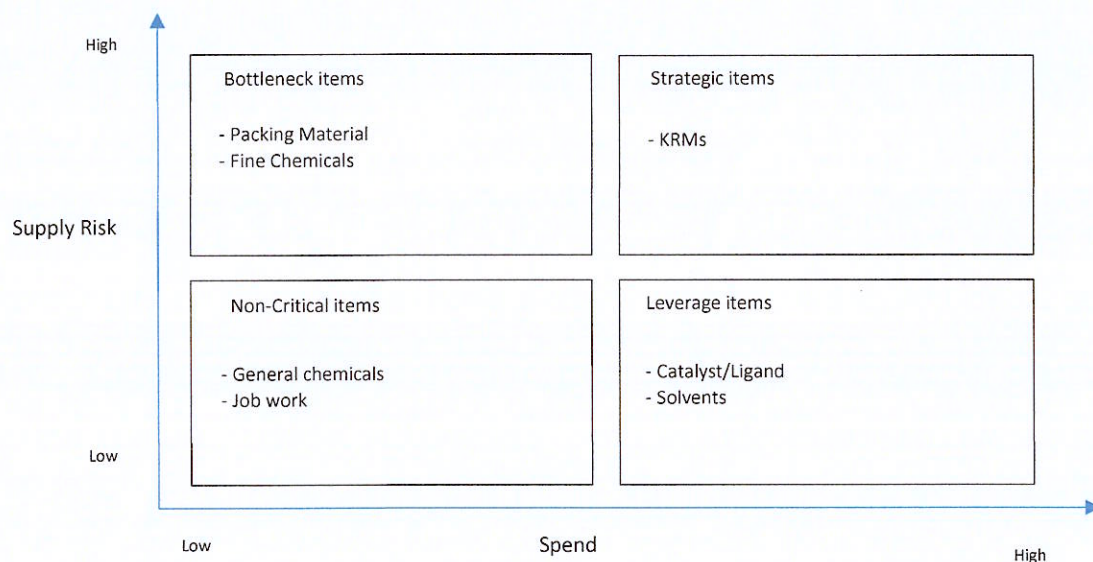 High
Bottleneck items
- Packing Material
- Fine Chemicals
Strategic items
- KRMs
Supply Risk
Non-Critical items
- General chemicals
- Job work
Leverage items
- Catalyst/Ligand
- Solvents
Low
Low
Spend
High